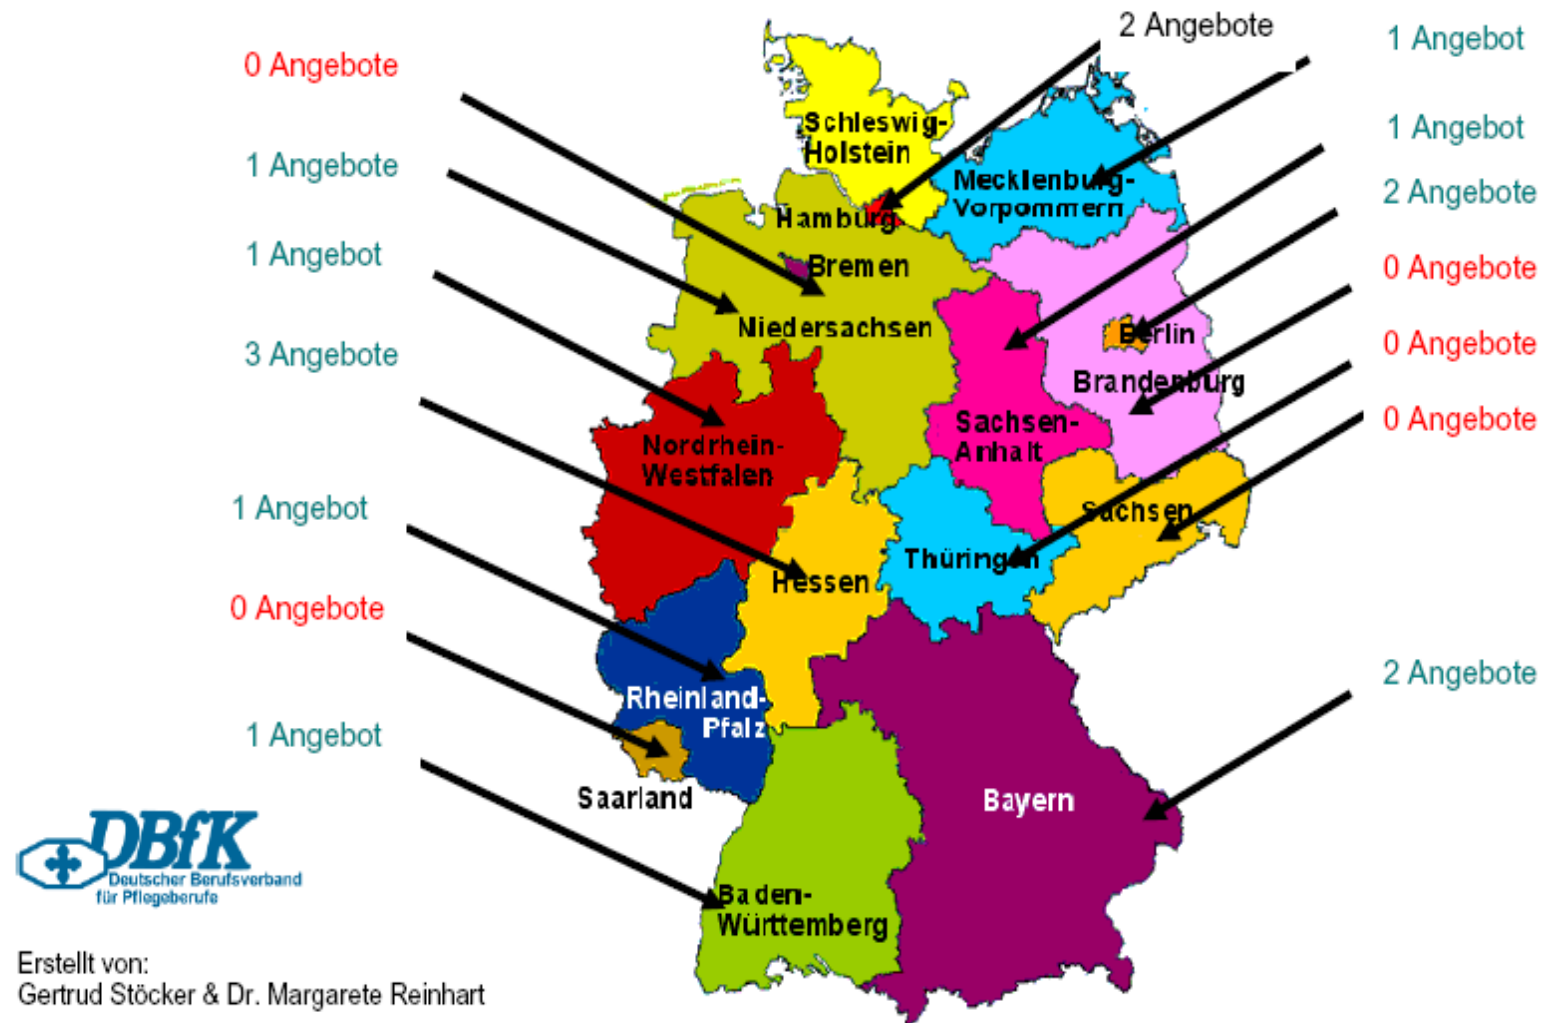 2 Angebote
1 Angebot
0 Angebote
1 Angebot
1 Angebote
2 Angebote
1 Angebot
0 Angebote
3 Angebote
0 Angebote
0 Angebote
1 Angebot
0 Angebote
2 Angebote
1 Angebot
Schleswig-
Holstein
Mecklenburg-
Vorpommern
Hamburg
Bremen
Niedersachsen
Berlin
Brandenburg
Nordrhein-
Westfalen
Sachsen-
Anhalt
Sachsen
Thüringen
Hessen
Rheinland-
Pfalz
Saarland
Bayern
Baden-
Württemberg
DBfK
Deutscher Berufsverband
für Pflegeberufe
Erstellt von:
Gertrud Stöcker & Dr. Margarete Reinhart